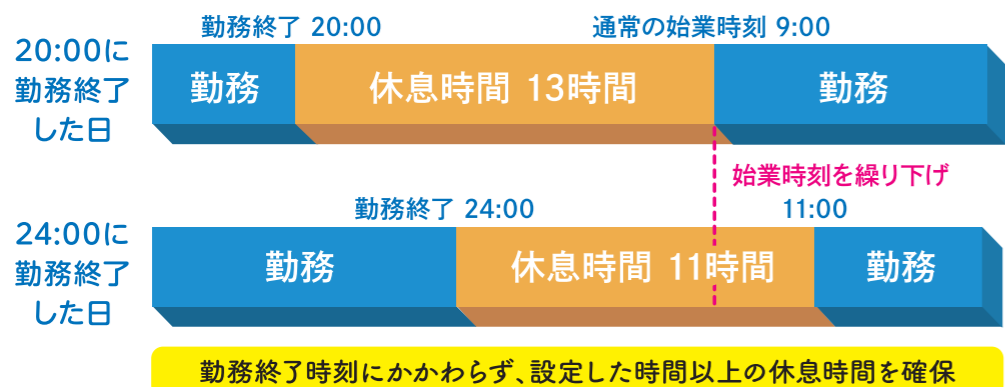 勤務終了 20:00
通常の始業時刻 9:00
20:00に
勤務終了
した日
勤務
休息時間 13時間
勤務
始業時刻を繰り下げ
勤務終了 24:00
11:00
24:00に
勤務終了
した日
勤務
休息時間 11時間
勤務
勤務終了時刻にかかわらず、設定した時間以上の休息時間を確保